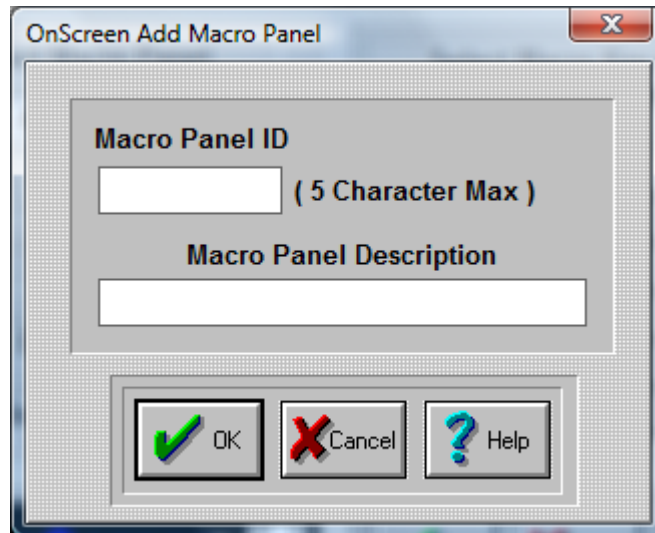 OnScreen Add Macro Panel
Macro Panel ID
( 5 Character Max )
Macro Panel Description
OK Cancel Help